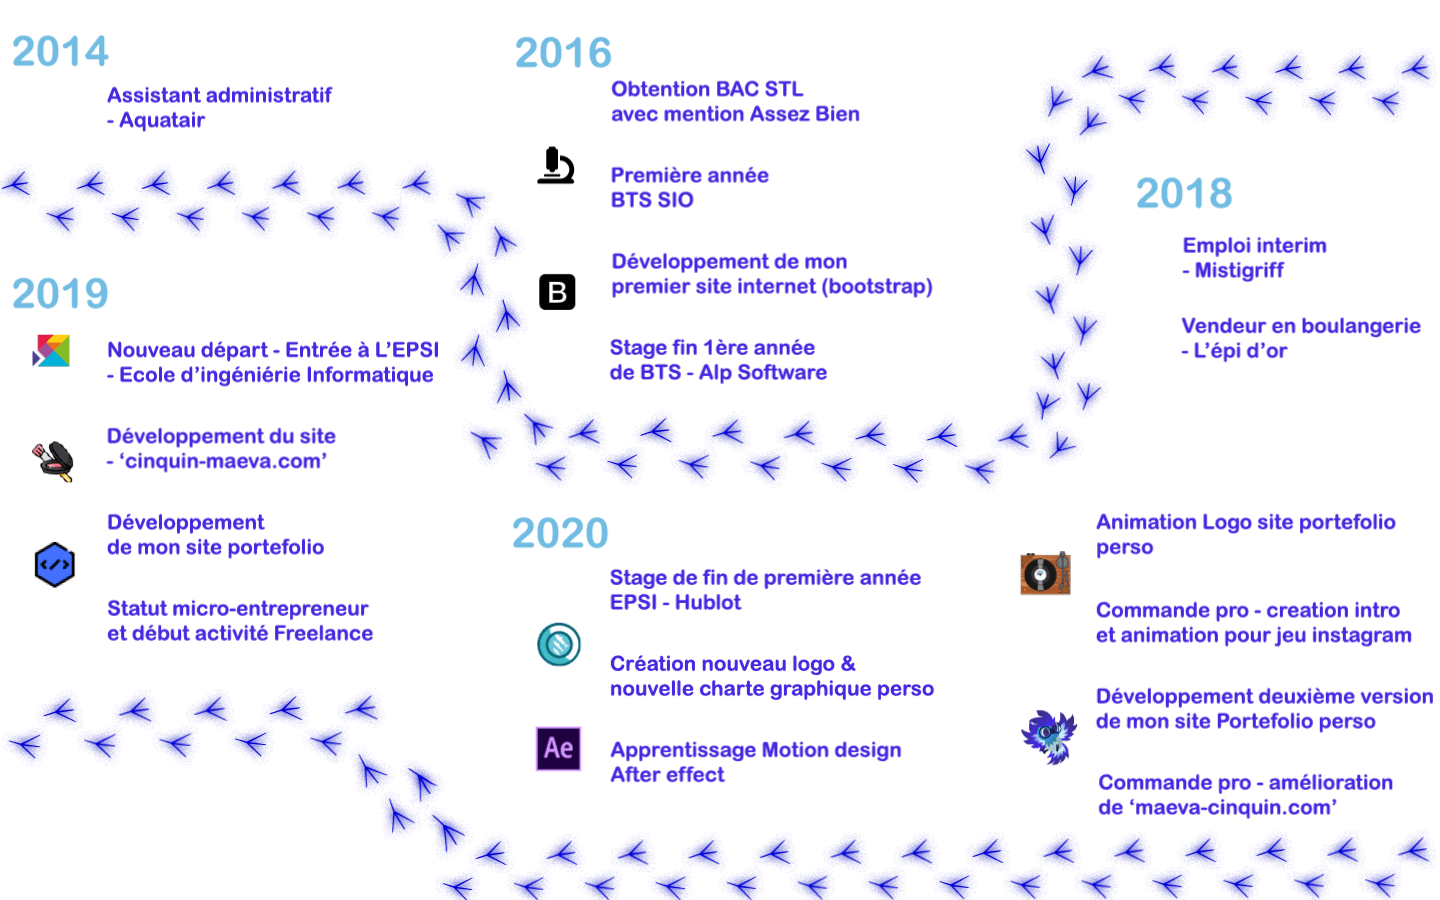 2014
Assistant administratif
- Aquatair
2016
Obtention BAC STL
avec mention Assez Bien
Première année
BTS SIO
B
Développement de mon
premier site internet (bootstrap)
Stage fin 1ère année
de BTS - Alp Software
2018
Emploi interim
- Mistigriff
Vendeur en boulangerie
- L’épi d’or
2019
Nouveau départ - Entrée à L’EPSI
- Ecole d’ingéniérie Informatique
Développement du site
- ‘cinquin-maeva.com’
Développement
de mon site portefolio
</>
Statut micro-entrepreneur
et début activité Freelance
2020
Stage de fin de première année
EPSI - Hublot
Création nouveau logo &
nouvelle charte graphique perso
Ae
Apprentissage Motion design
After effect
Animation Logo site portefolio
perso
Commande pro - creation intro
et animation pour jeu instagram
Développement deuxième version
de mon site Portefolio perso
Commande pro - amélioration
de ‘maeva-cinquin.com’